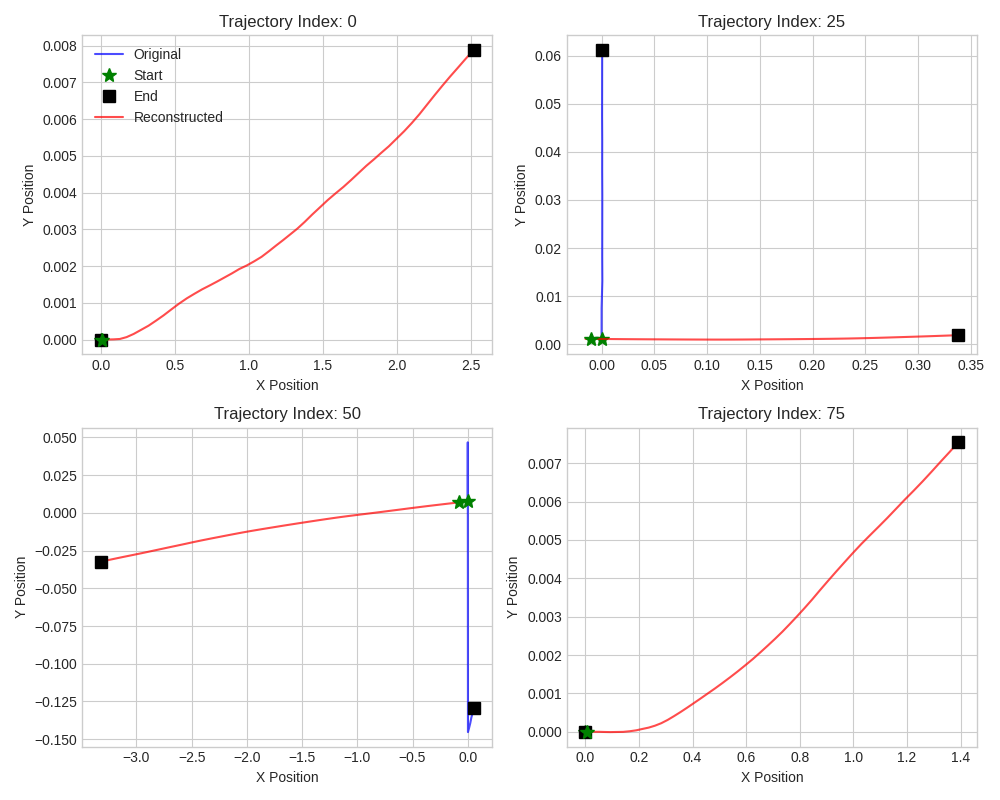 Trajectory Index: 0
Original
Start
End
Reconstructed
0.008
0.007
0.006
0.005
0.004
0.003
0.002
0.001
0.000
Y Position
0.0 0.5 1.0 1.5 2.0 2.5
X Position
Trajectory Index: 25
0.06
0.05
0.04
0.03
0.02
0.01
0.00
Y Position
0.00 0.05 0.10 0.15 0.20 0.25 0.30 0.35
X Position
Trajectory Index: 50
0.050
0.025
0.000
−0.025
−0.050
−0.075
−0.100
−0.125
−0.150
Y Position
−3.0 −2.5 −2.0 −1.5 −1.0 −0.5 0.0
X Position
Trajectory Index: 75
0.007
0.006
0.005
0.004
0.003
0.002
0.001
0.000
Y Position
0.0 0.2 0.4 0.6 0.8 1.0 1.2 1.4
X Position